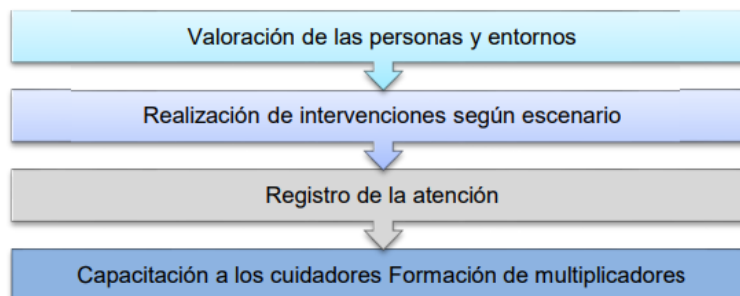 Valoración de las personas y entornos
Realización de intervenciones según escenario
Registro de la atención
Capacitación a los cuidadores Formación de multiplicadores